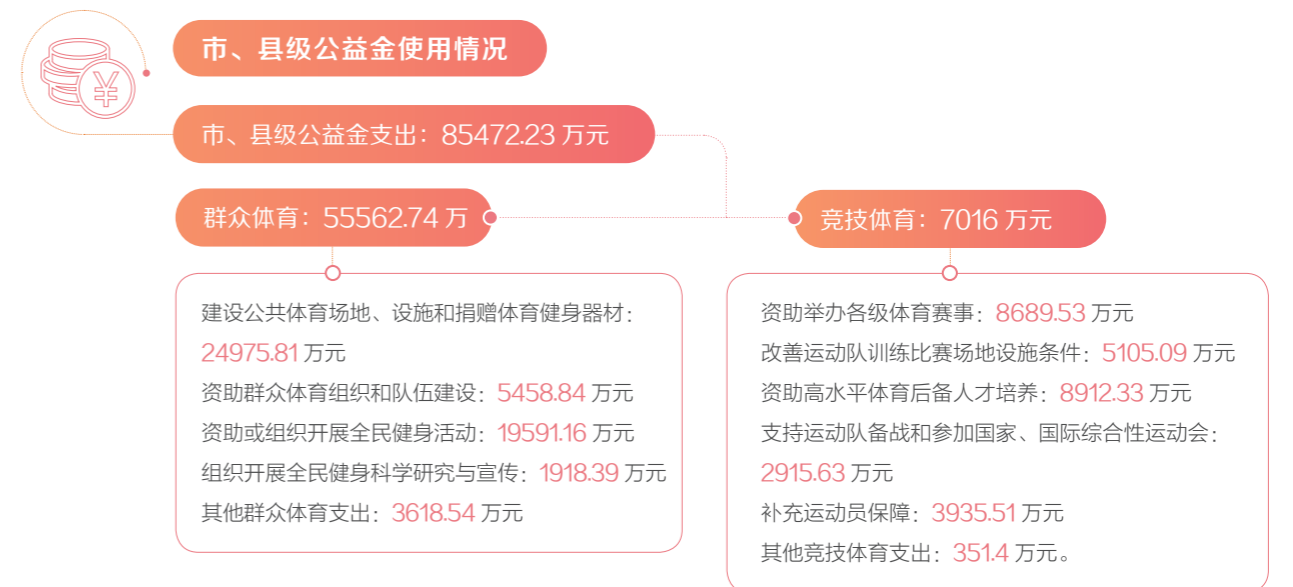 市、县级公益金使用情况
市、县级公益金支出：85472.23 万元
群众体育：55562.74 万
建设公共体育场地、设施和捐赠体育健身器材：
24975.81 万元
资助群众体育组织和队伍建设：5458.84 万元
资助或组织开展全民健身活动：19591.16 万元
组织开展全民健身科学研究与宣传：1918.39 万元
其他群众体育支出：3618.54 万元
竞技体育：7016 万元
资助举办各级体育赛事：8689.53 万元
改善运动队训练比赛场地设施条件：5105.09 万元
资助高水平体育后备人才培养：8912.33 万元
支持运动队备战和参加国家、国际综合性运动会：
2915.63 万元
补充运动员保障：3935.51 万元
其他竞技体育支出：351.4 万元。